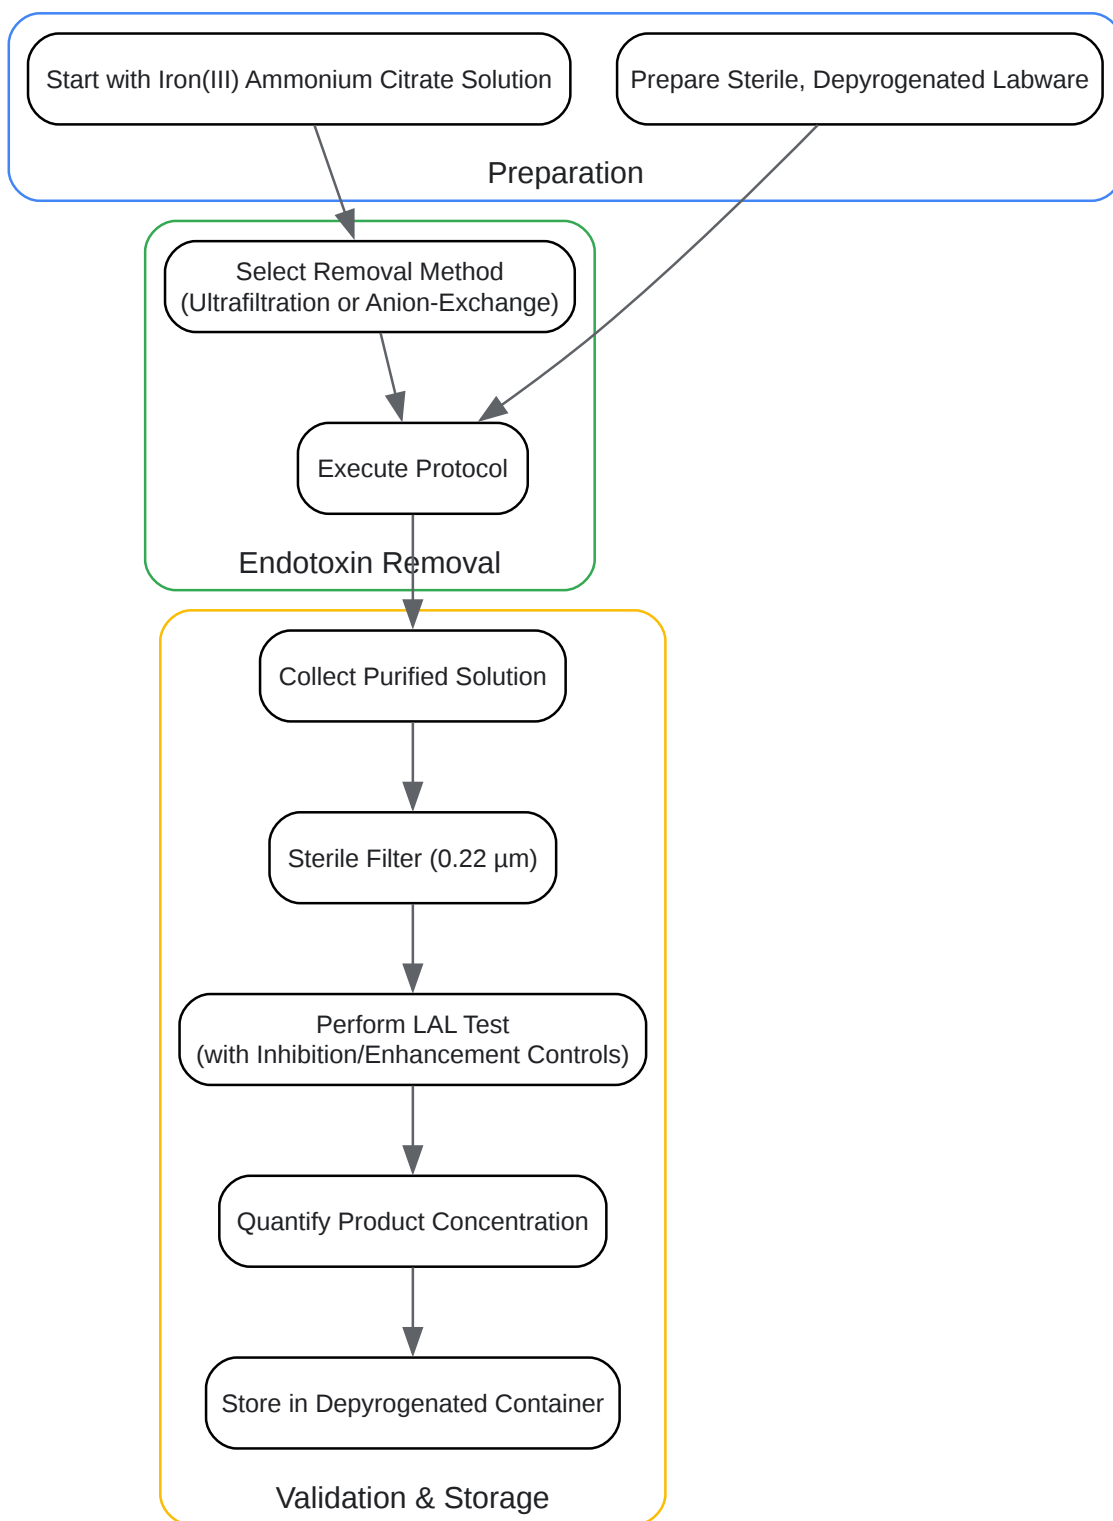 Start with Iron(III) Ammonium Citrate Solution
Prepare Sterile, Depyrogenated Labware
Preparation
Select Removal Method
(Ultrafiltration or Anion-Exchange)
Execute Protocol
Endotoxin Removal
Collect Purified Solution
Sterile Filter (0.22 µm)
Perform LAL Test
(with Inhibition/Enhancement Controls)
Quantify Product Concentration
Store in Depyrogenated Container
Validation & Storage